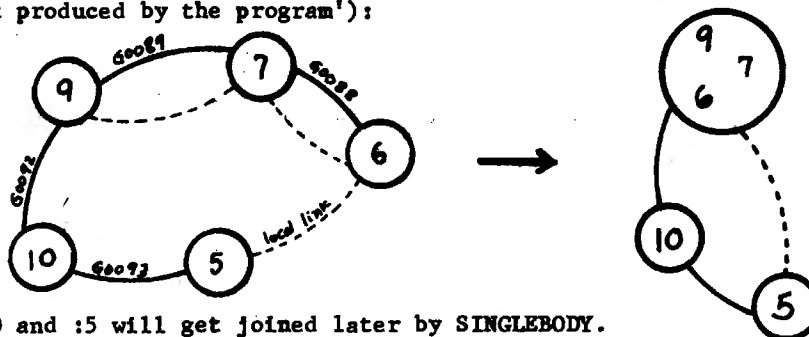 t produced by the program'):
G0089
9
7
G0088
6
G0092
local link
10
G0093
5
9
7
6
10
5
) and :5 will get joined later by SINGLEBODY.